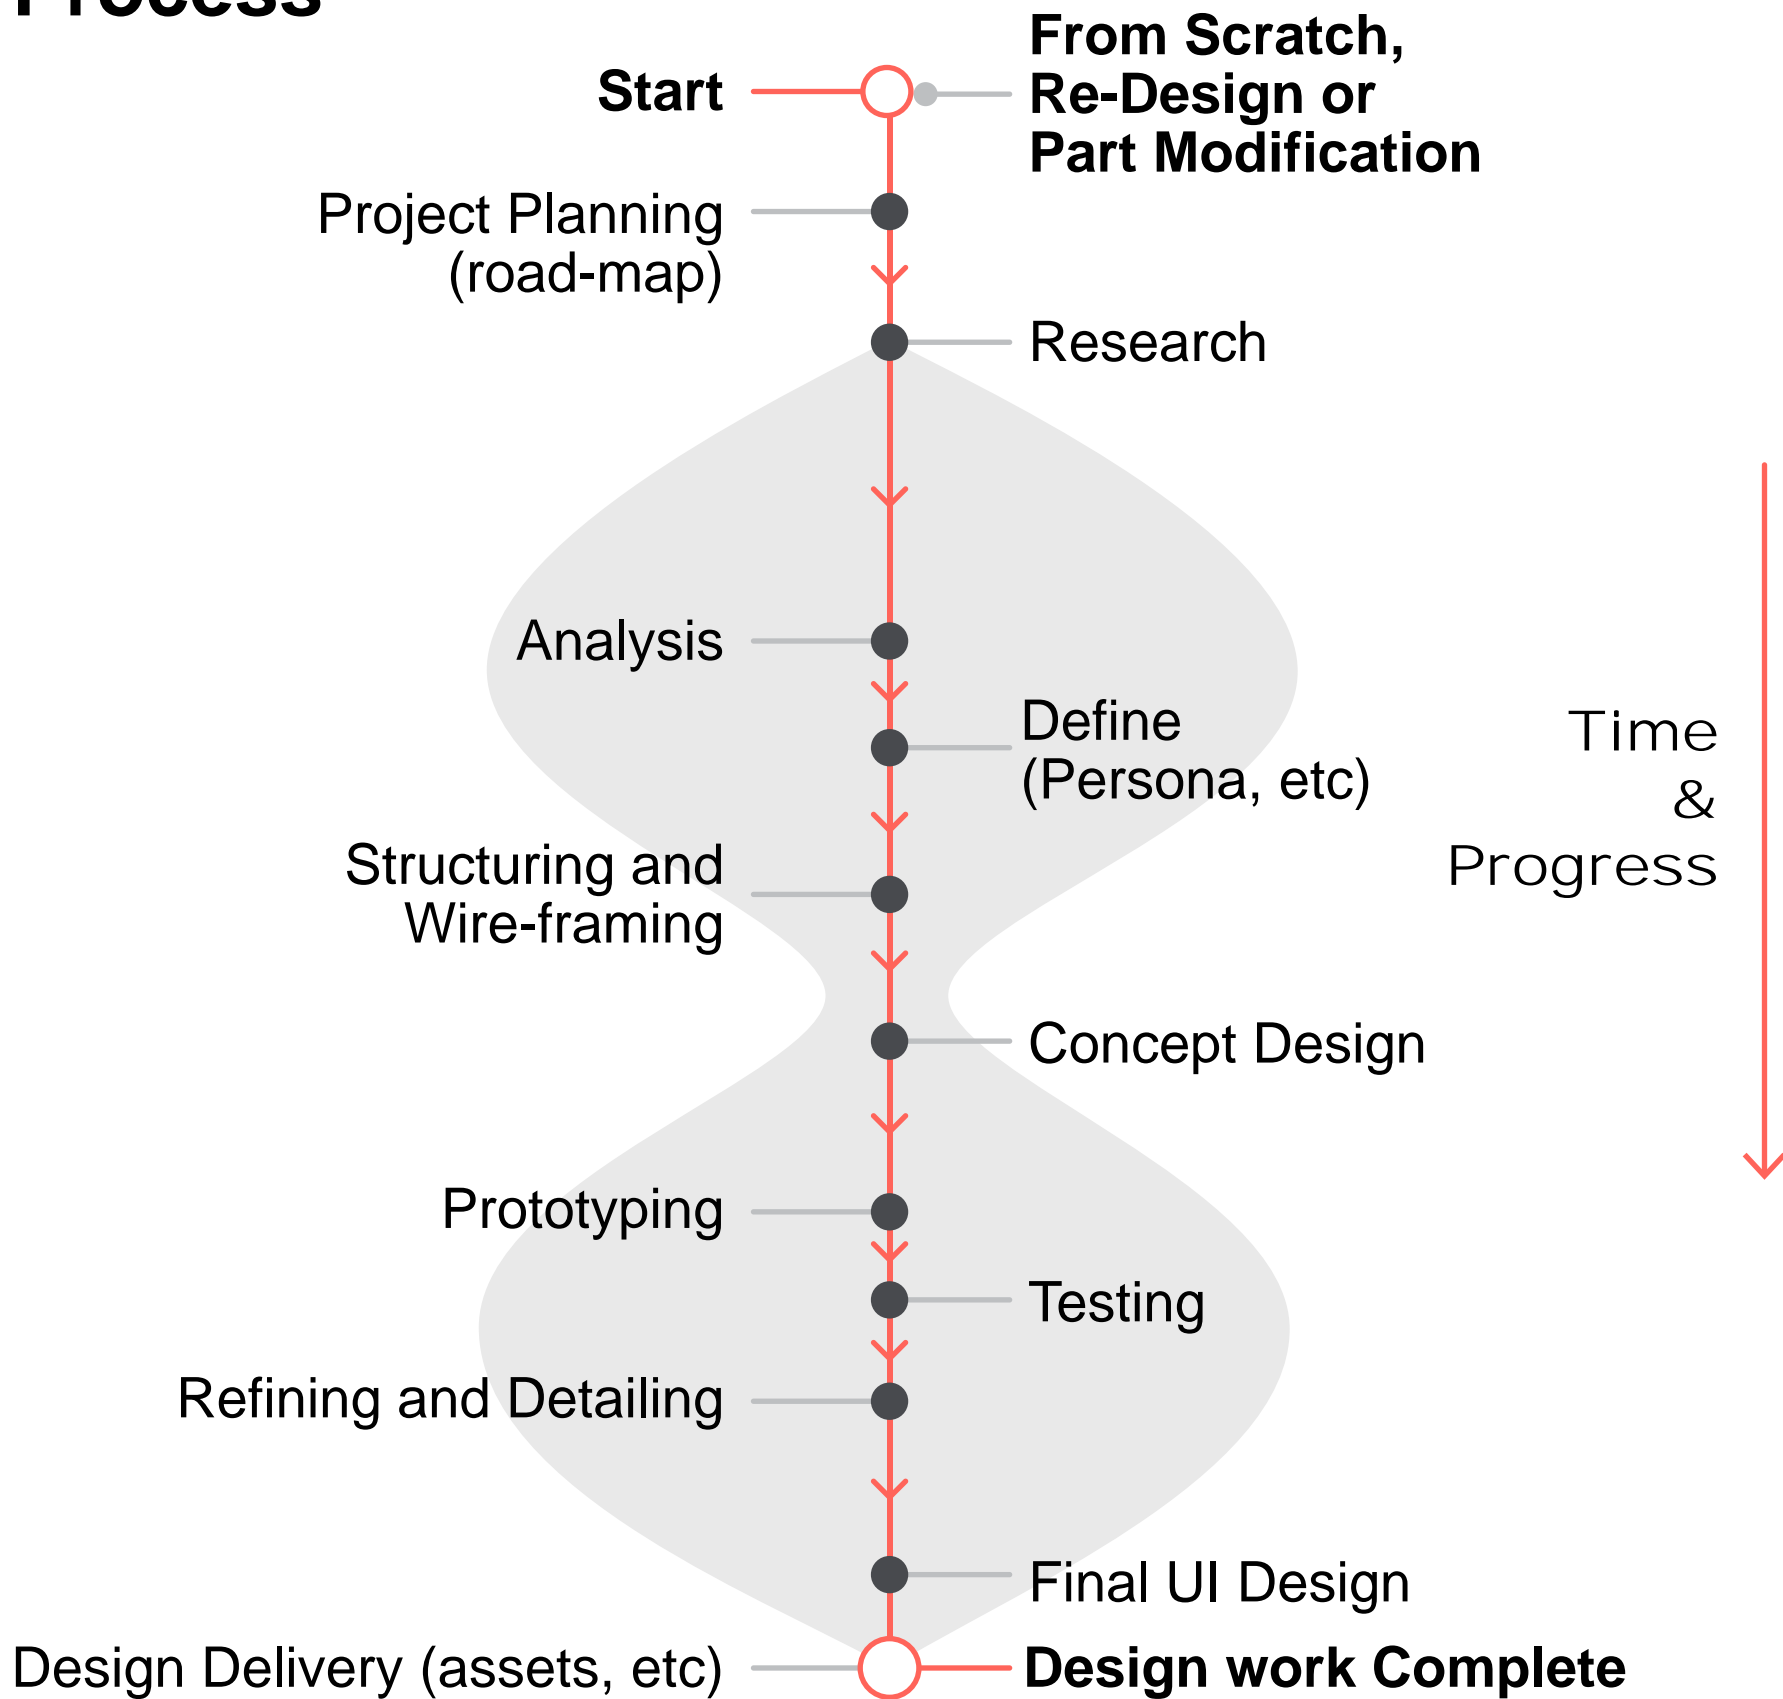 Process
From Scratch,
Start
Re-Design or
Part Modification
Project Planning
(road-map)
Research
Analysis
Define
(Persona, etc)
Time
&
Progress
Structuring and
Wire-framing
Concept Design
Prototyping
Testing
Refining and Detailing
Final UI Design
Design Delivery (assets, etc)
Design work Complete